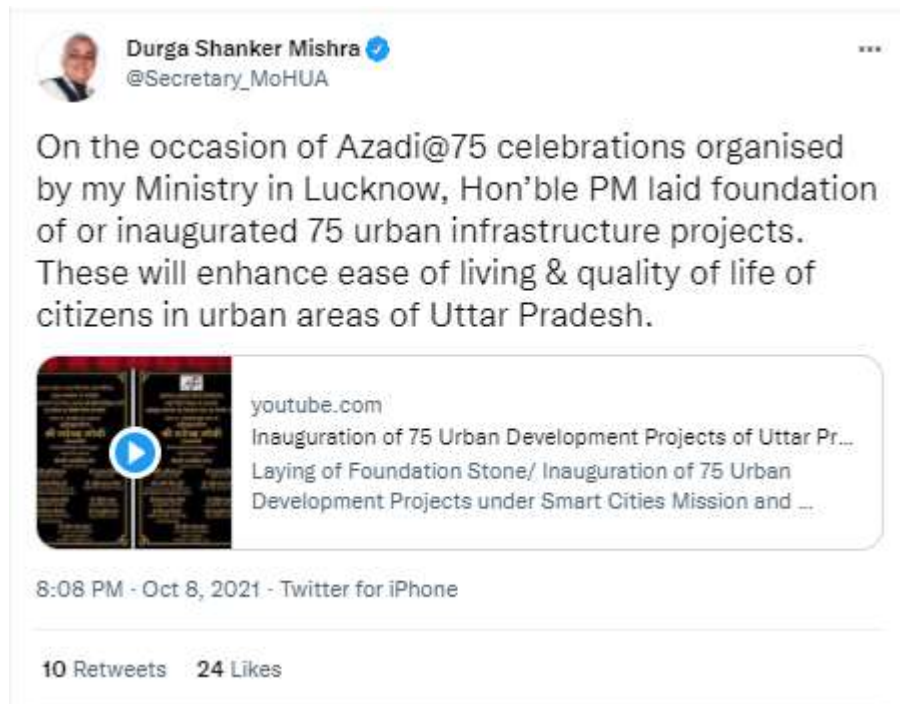 Durga Shanker Mishra
@Secretary_MoHUA
On the occasion of Azadi@75 celebrations organised
by my Ministry in Lucknow, Hon'ble PM laid foundation
of or inaugurated 75 urban infrastructure projects.
These will enhance ease of living & quality of life of
citizens in urban areas of Uttar Pradesh.
youtube.com
Inauguration of 75 Urban Development Projects of Uttar Pr...
Laying of Foundation Stone/ Inauguration of 75 Urban
Development Projects under Smart Cities Mission and ...
8:08 PM · Oct 8, 2021 · Twitter for iPhone
10 Retweets 24 Likes